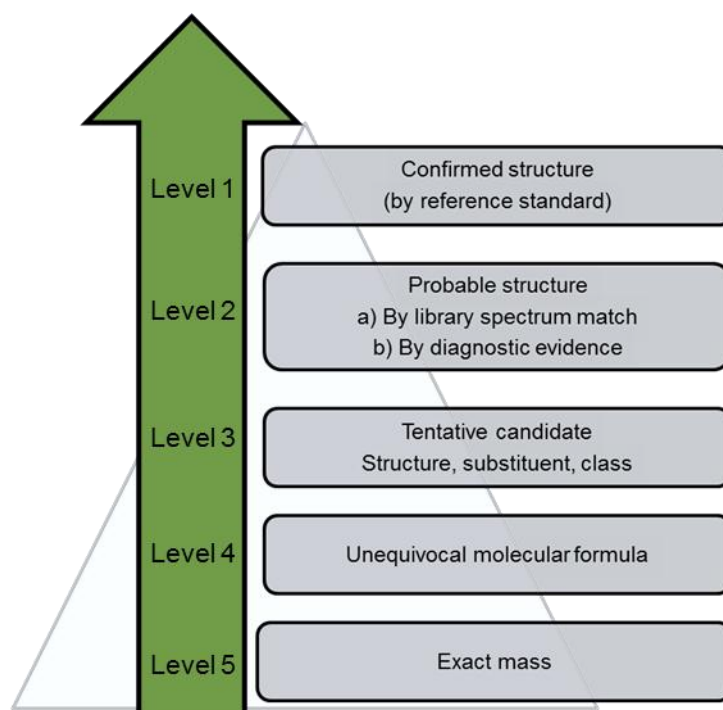 Level 1
Confirmed structure
(by reference standard)
Level 2
Probable structure
a) By library spectrum match
b) By diagnostic evidence
Level 3
Tentative candidate
Structure, substituent, class
Level 4
Unequivocal molecular formula
Level 5
Exact mass